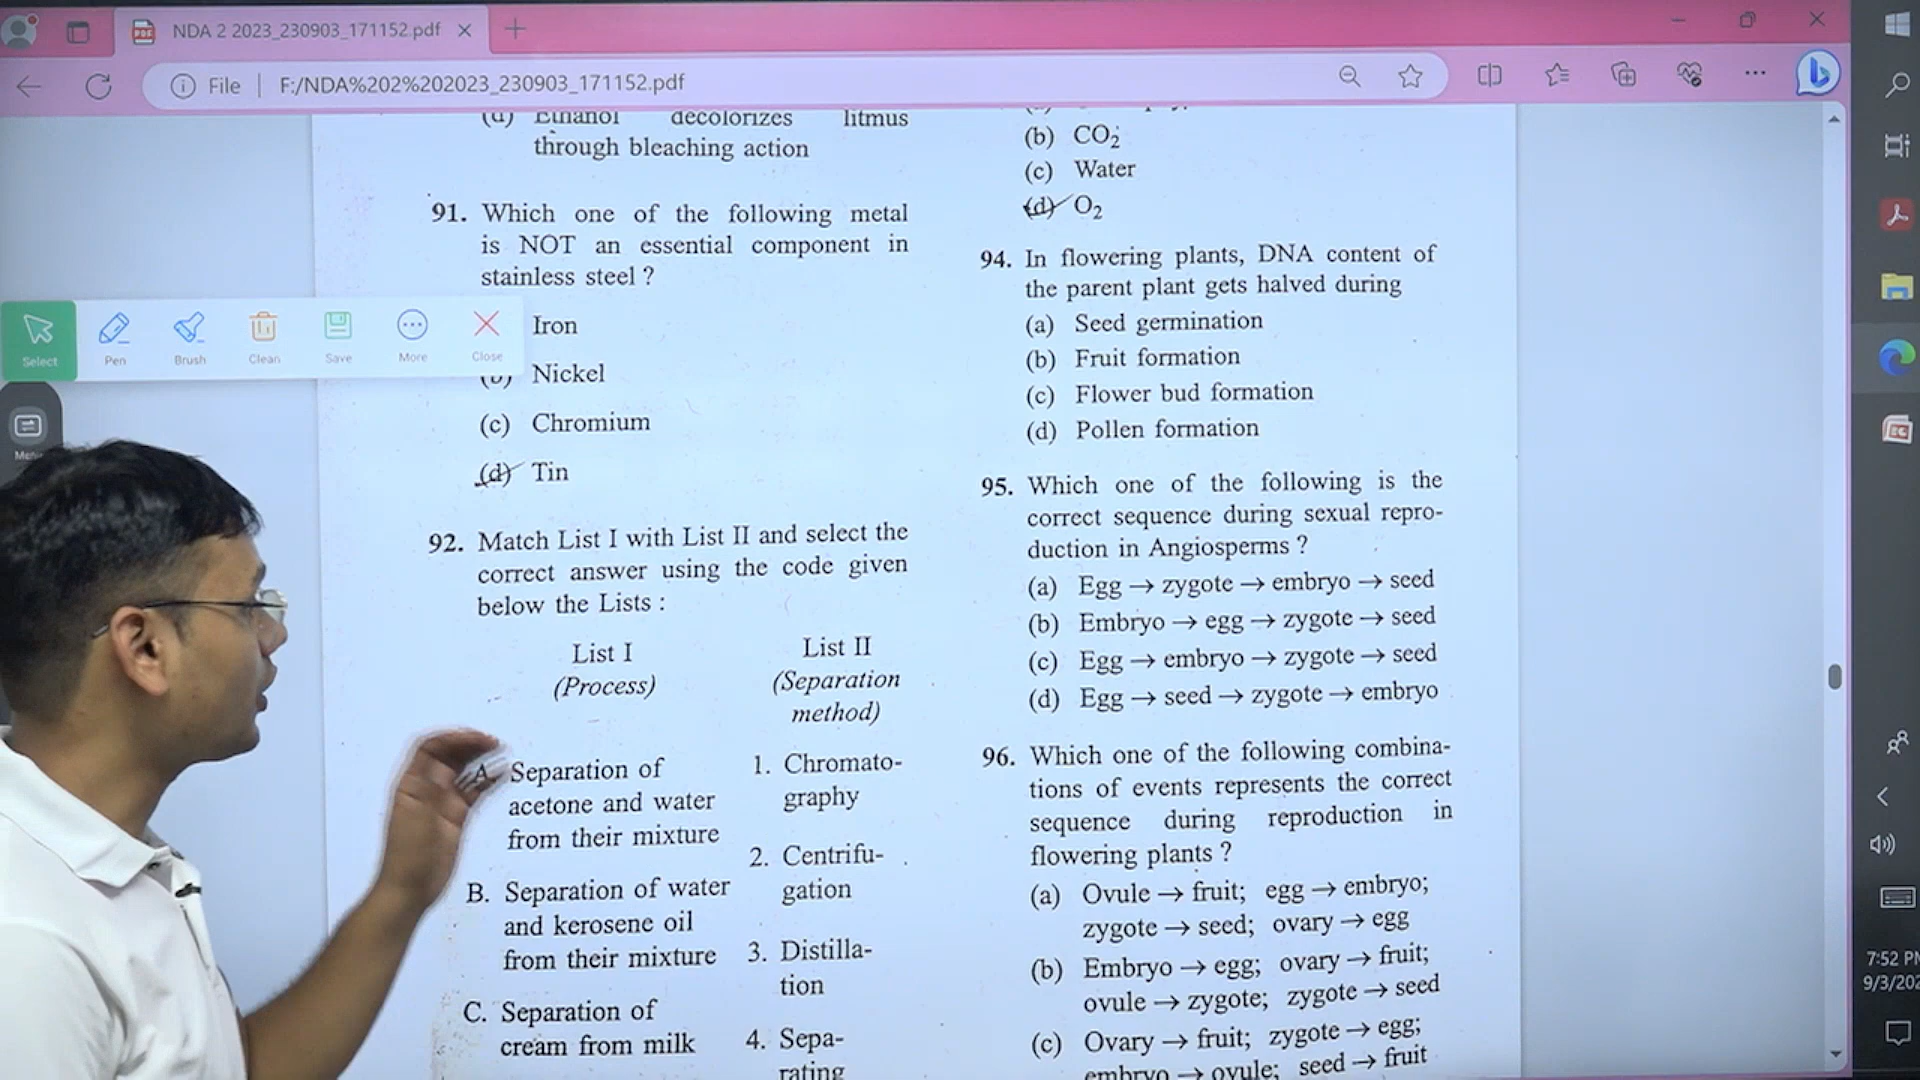 NDA 2 2023_230903_171152.pdf
File
F:/NDA%202%202023_230903_171152.pdf
Ethanol decolorizes litmus
through bleaching action
91. Which one of the following metal
is NOT an essential component in
stainless steel ?
Iron
(b) Nickel
(c) Chromium
(d) Tin
Select
Pen
Brush
Clean
Save
More
Close
92. Match List I with List II and select the
correct answer using the code given
below the Lists :
List I
(Process)
List II
(Separation
method)
A. Separation of
acetone and water
from their mixture
B. Separation of water
and kerosene oil
from their mixture
C. Separation of
cream from milk
1. Chromato-
graphy
2. Centrifu-
gation
3. Distilla-
tion
4. Sepa-
rating
(b) CO2
(c) Water
(d) O2
94. In flowering plants, DNA content of
the parent plant gets halved during
(a) Seed germination
(b) Fruit formation
(c) Flower bud formation
(d) Pollen formation
95. Which one of the following is the
correct sequence during sexual repro-
duction in Angiosperms ?
(a) Egg → zygote → embryo → seed
(b) Embryo → egg → zygote → seed
(c) Egg → embryo → zygote → seed
(d) Egg → seed → zygote → embryo
96. Which one of the following combina-
tions of events represents the correct
sequence during reproduction in
flowering plants ?
(a) Ovule → fruit; egg → embryo;
zygote → seed; ovary → egg
(b) Embryo → egg; ovary → fruit;
ovule → zygote; zygote → seed
(c) Ovary → fruit; zygote → egg;
embryo → ovule; seed → fruit
7:52 PM
9/3/202